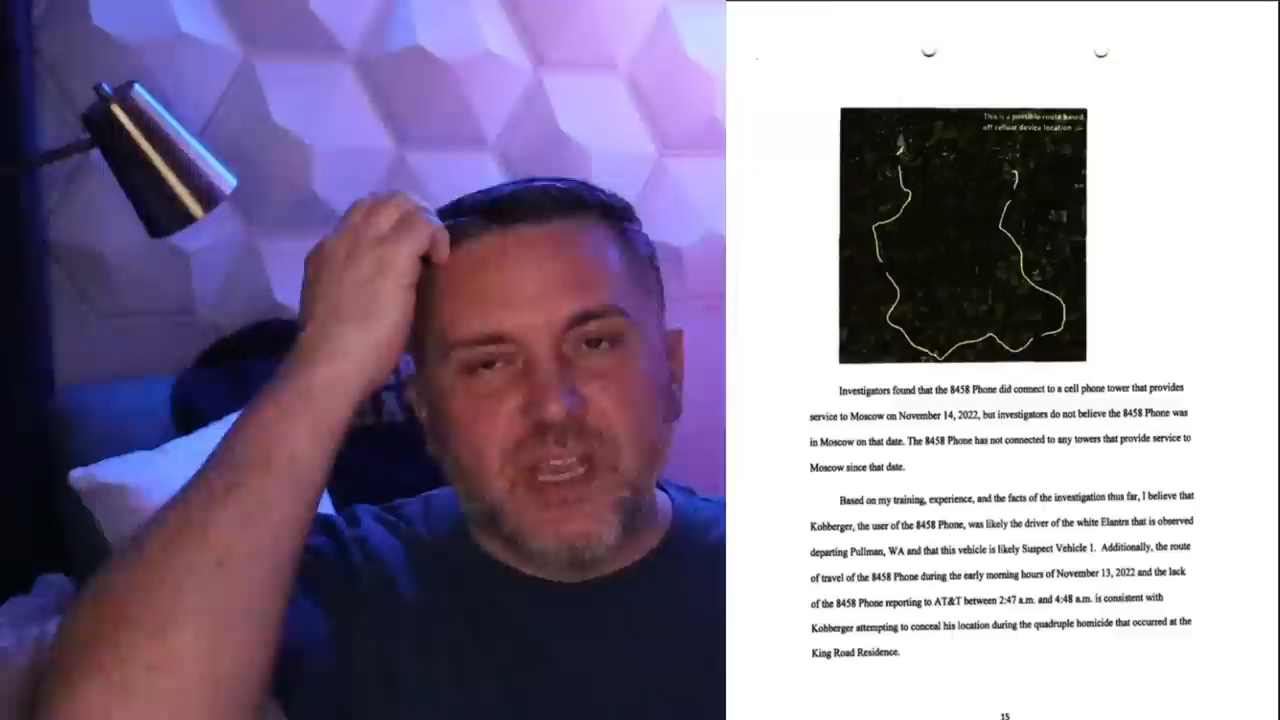 This is a possible route based
off cellular device location
Investigators found that the 8458 Phone did connect to a cell phone tower that provides
service to Moscow on November 14, 2022, but investigators do not believe the 8458 Phone was
in Moscow on that date. The 8458 Phone has not connected to any towers that provide service to
Moscow since that date.
Based on my training, experience, and the facts of the investigation thus far, I believe that
Kohberger, the user of the 8458 Phone, was likely the driver of the white Elantra that is observed
departing Pullman, WA and that this vehicle is likely Suspect Vehicle 1. Additionally, the route
of travel of the 8458 Phone during the early morning hours of November 13, 2022 and the lack
of the 8458 Phone reporting to AT&T between 2:47 a.m. and 4:48 a.m. is consistent with
Kohberger attempting to conceal his location during the quadruple homicide that occurred at the
King Road Residence.
15